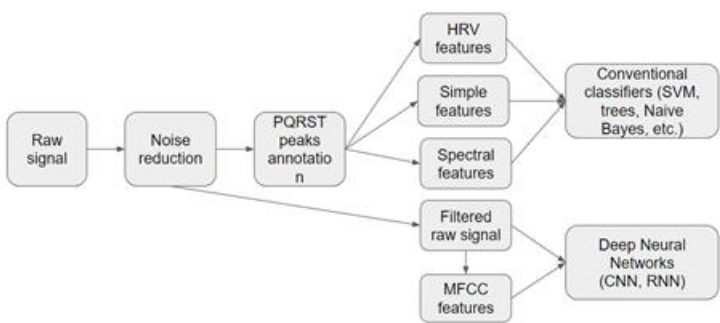 Raw
signal
Noise
reduction
PQRST
peaks
annotatio
n
HRV
features
Simple
features
Spectral
features
Conventional
classifiers (SVM,
trees, Naive
Bayes, etc.)
Filtered
raw signal
MFCC
features
Deep Neural
Networks
(CNN, RNN)